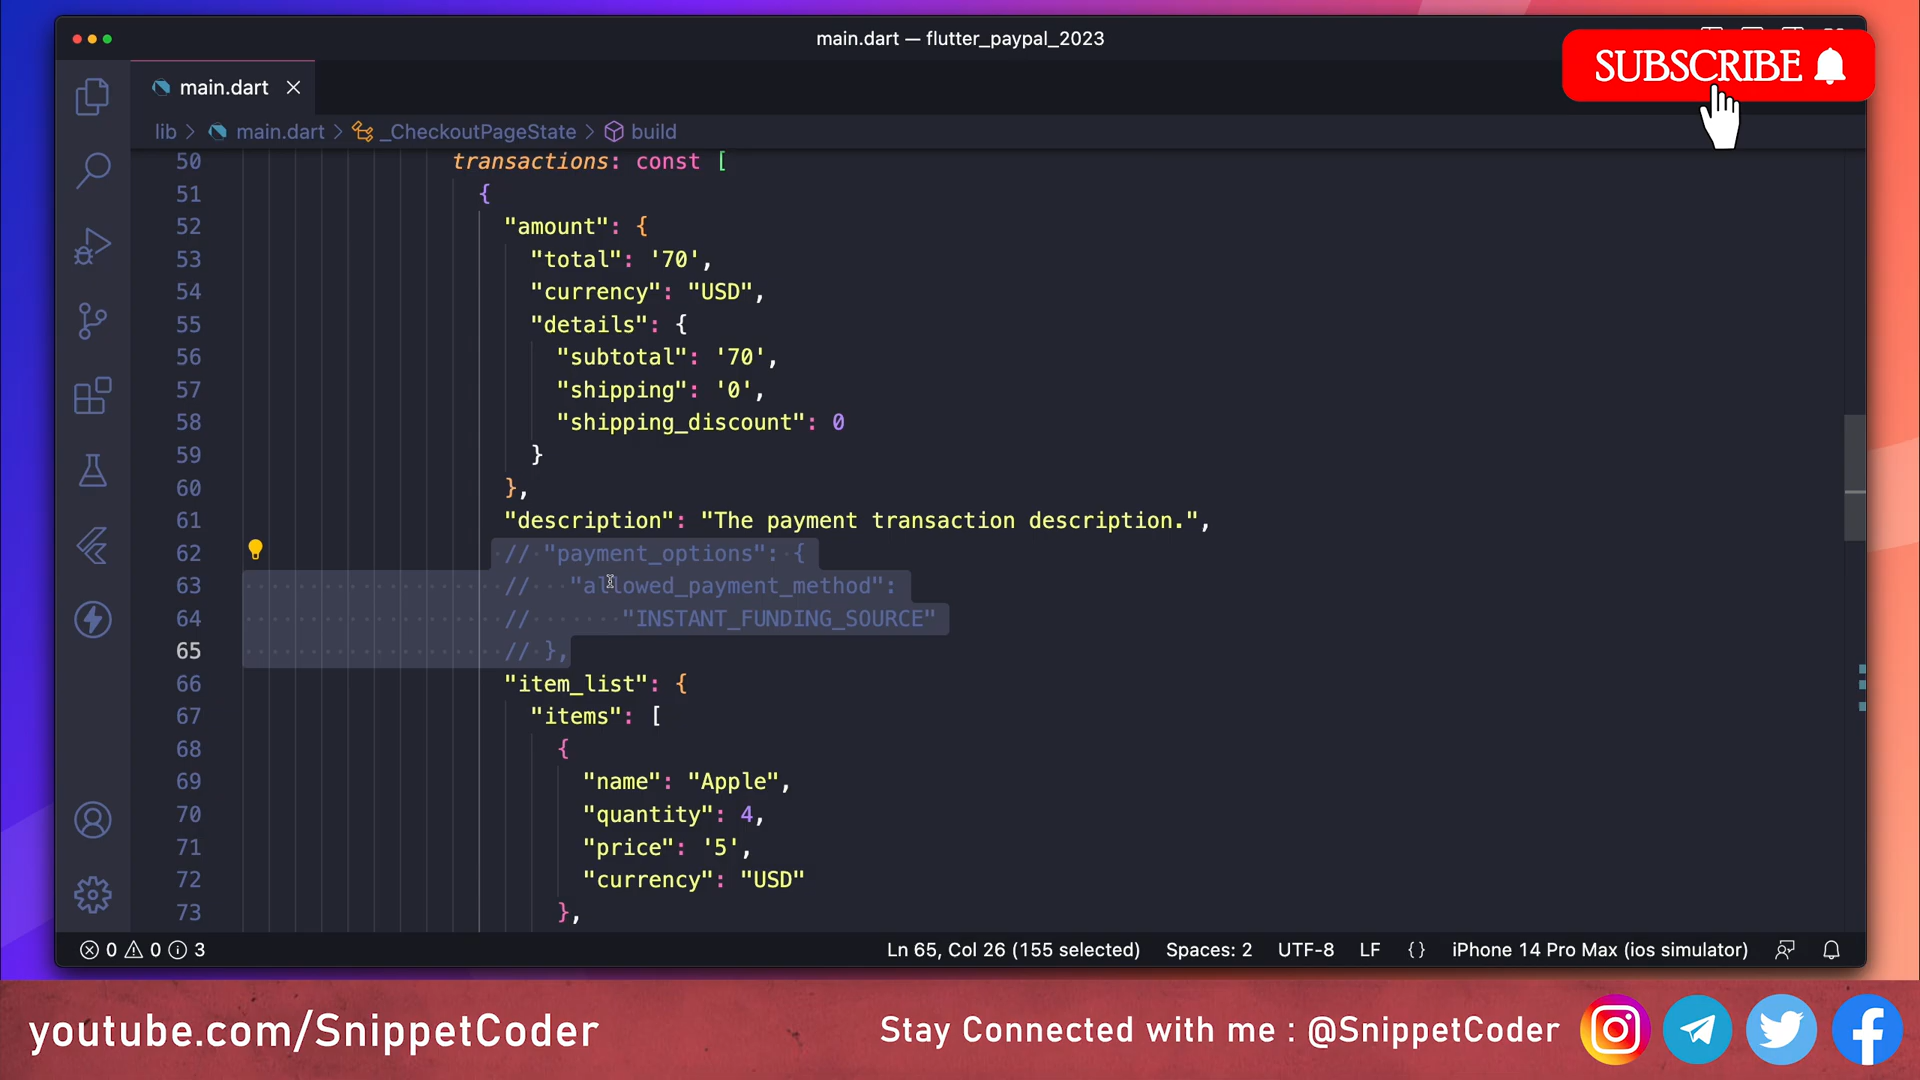 main.dart — flutter_paypal_2023
SUBSCRIBE
main.dart
lib > main.dart > _CheckoutPageState > build
50 transactions: const [
51 {
52 "amount": {
53 "total": '70',
54 "currency": "USD",
55 "details": {
56 "subtotal": '70',
57 "shipping": '0',
58 "shipping_discount": 0
59 }
60 },
61 "description": "The payment transaction description.",
62 // "payment_options": {
63 // "allowed_payment_method":
64 // "INSTANT_FUNDING_SOURCE"
65 // },
66 "item_list": {
67 "items": [
68 {
69 "name": "Apple",
70 "quantity": 4,
71 "price": '5',
72 "currency": "USD"
73 },
0 0 3 Ln 65, Col 26 (155 selected) Spaces: 2 UTF-8 LF {} iPhone 14 Pro Max (ios simulator)
youtube.com/SnippetCoder Stay Connected with me : @SnippetCoder